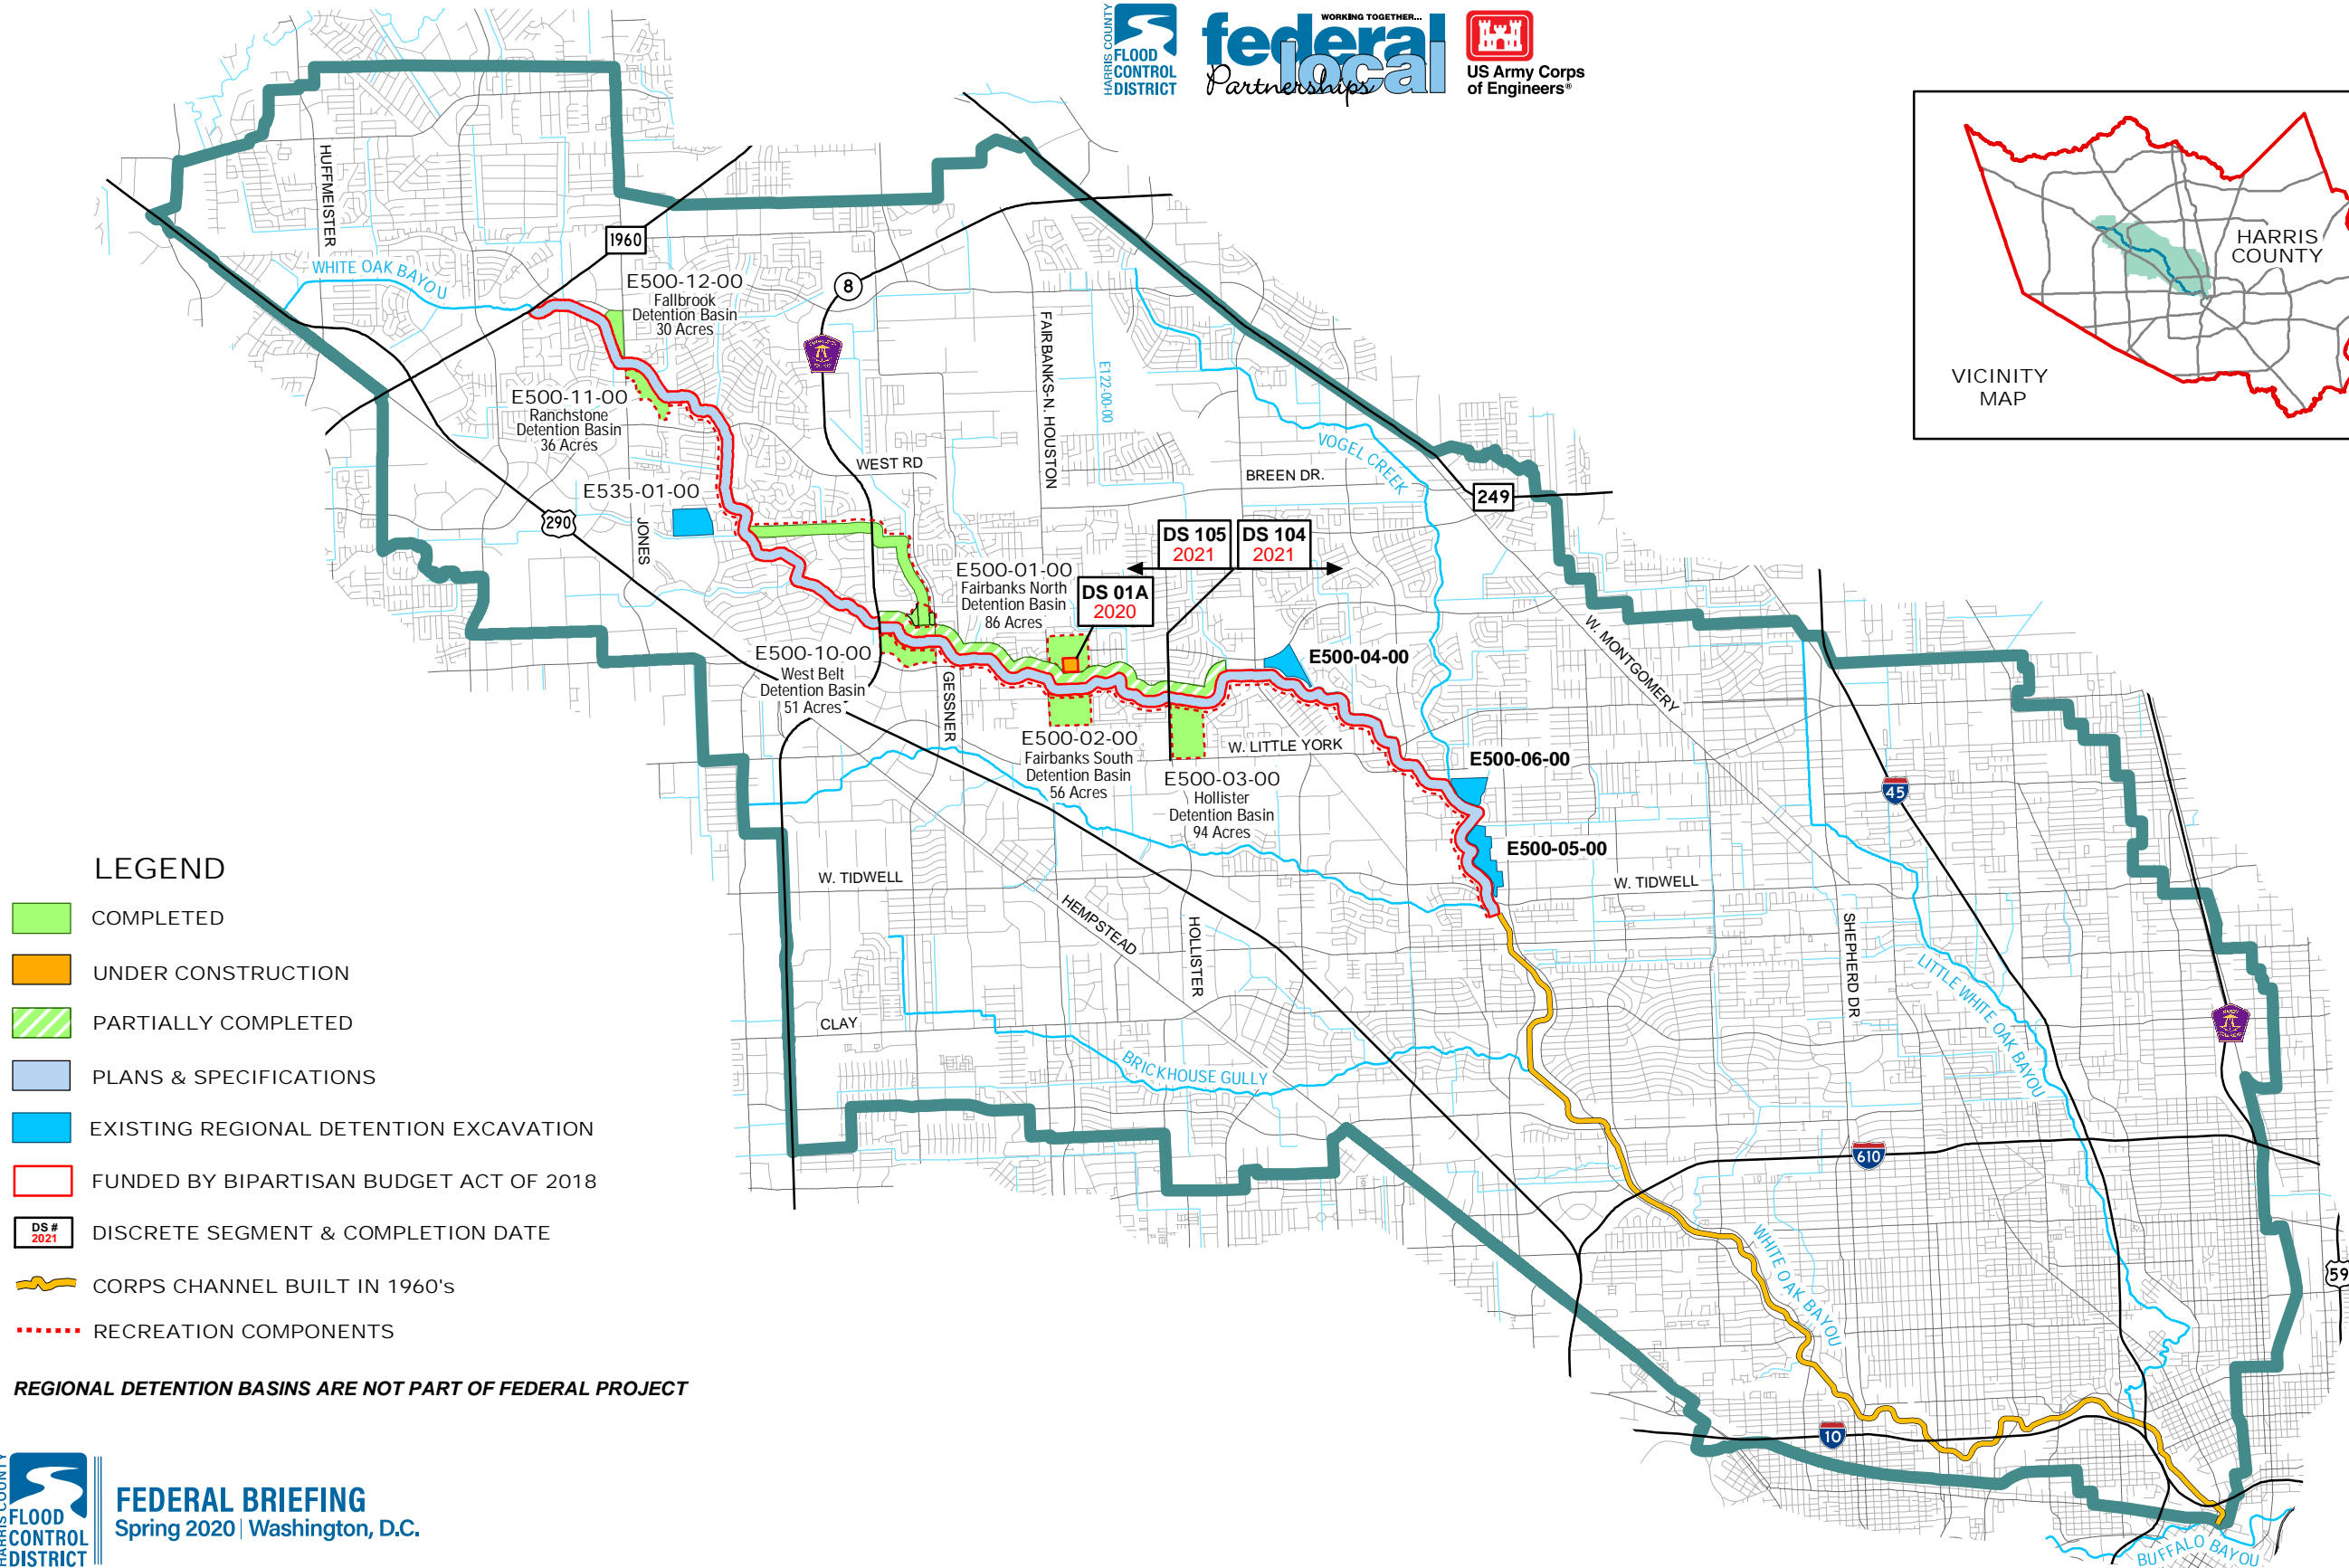 HARRIS COUNTY
FLOOD
CONTROL
DISTRICT
WORKING TOGETHER...
federal
local
Partnerships
US Army Corps
of Engineers®
HARRIS
COUNTY
VICINITY
MAP
HUFFMEISTER
1960
WHITE OAK BAYOU
E500-12-00
Fallbrook
Detention Basin
30 Acres
8
FAIRBANKS-N. HOUSTON
E122-00-00
E500-11-00
Ranchstone
Detention Basin
36 Acres
WEST RD
VOGEL CREEK
BREEN DR.
249
E535-01-00
290
JONES
DS 105
2021
DS 104
2021
E500-01-00
Fairbanks North
Detention Basin
86 Acres
DS 01A
2020
W. MONTGOMERY
E500-10-00
West Belt
Detention Basin
51 Acres
GESSNER
E500-04-00
E500-02-00
Fairbanks South
Detention Basin
56 Acres
W. LITTLE YORK
E500-03-00
Hollister
Detention Basin
94 Acres
E500-06-00
45
E500-05-00
W. TIDWELL
W. TIDWELL
HEMPSTEAD
HOLLISTER
SHEPHERD DR
LITTLE WHITE OAK BAYOU
CLAY
BRICKHOUSE GULLY
610
WHITE OAK BAYOU
59
10
BUFFALO BAYOU
LEGEND
COMPLETED
UNDER CONSTRUCTION
PARTIALLY COMPLETED
PLANS & SPECIFICATIONS
EXISTING REGIONAL DETENTION EXCAVATION
FUNDED BY BIPARTISAN BUDGET ACT OF 2018
DS #
2021
DISCRETE SEGMENT & COMPLETION DATE
CORPS CHANNEL BUILT IN 1960's
RECREATION COMPONENTS
REGIONAL DETENTION BASINS ARE NOT PART OF FEDERAL PROJECT
HARRIS COUNTY
FLOOD
CONTROL
DISTRICT
FEDERAL BRIEFING
Spring 2020 | Washington, D.C.